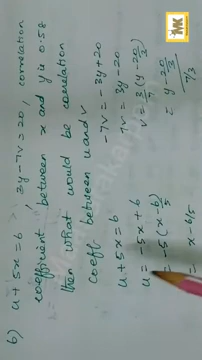 b) u + 5x = 6, 3y - 7v = 20, correlation
coefficient between x and y is 0.58
then what would be correlation
coeff. between u and v
u + 5x = 6
u = -5x + 6
= -5(x - 6/5)
= x - 6/5
-7v = -3y + 20
7v = 3y - 20
v = 3/7 (y - 20/3)
= y - 20/3
7/3